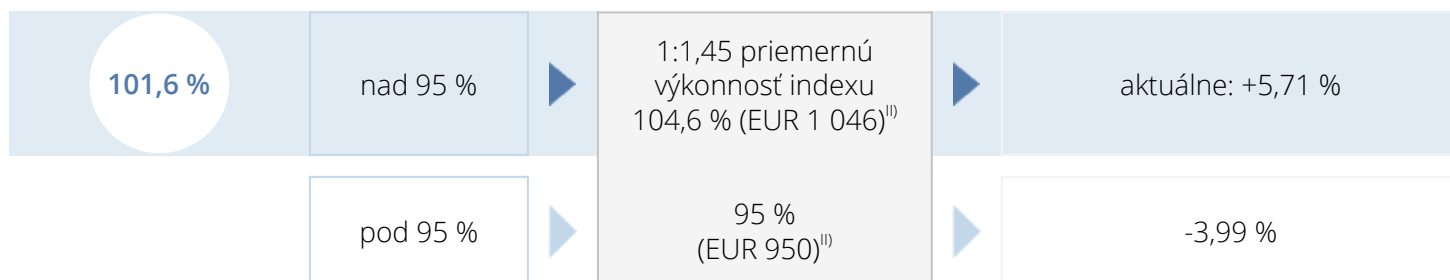 101,6 %
nad 95 %
1:1,45 priemernú
výkonnosť indexu
104,6 % (EUR 1 046)II)
aktuálne: +5,71 %
pod 95 %
95 %
(EUR 950)II)
-3,99 %